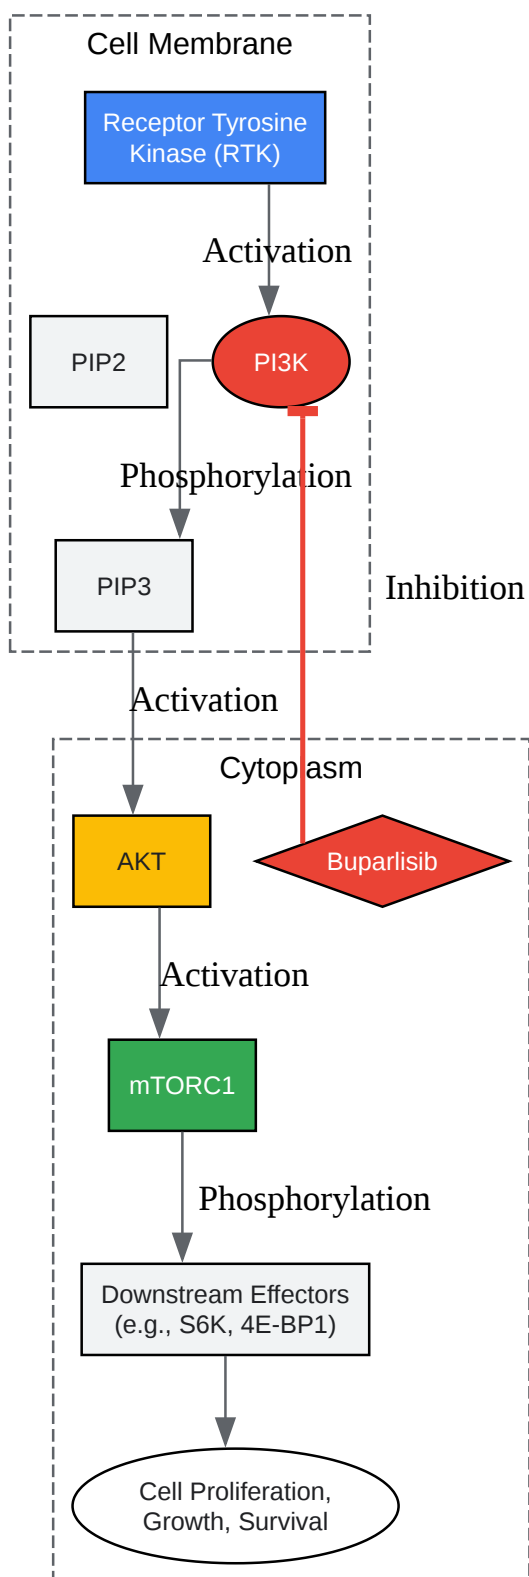 Cell Membrane
Receptor Tyrosine
Kinase (RTK)
Activation
PIP2
PI3K
Phosphorylation
PIP3
Inhibition
Activation
Cytoplasm
AKT
Buparlisib
Activation
mTORC1
Phosphorylation
Downstream Effectors
(e.g., S6K, 4E-BP1)
Cell Proliferation,
Growth, Survival